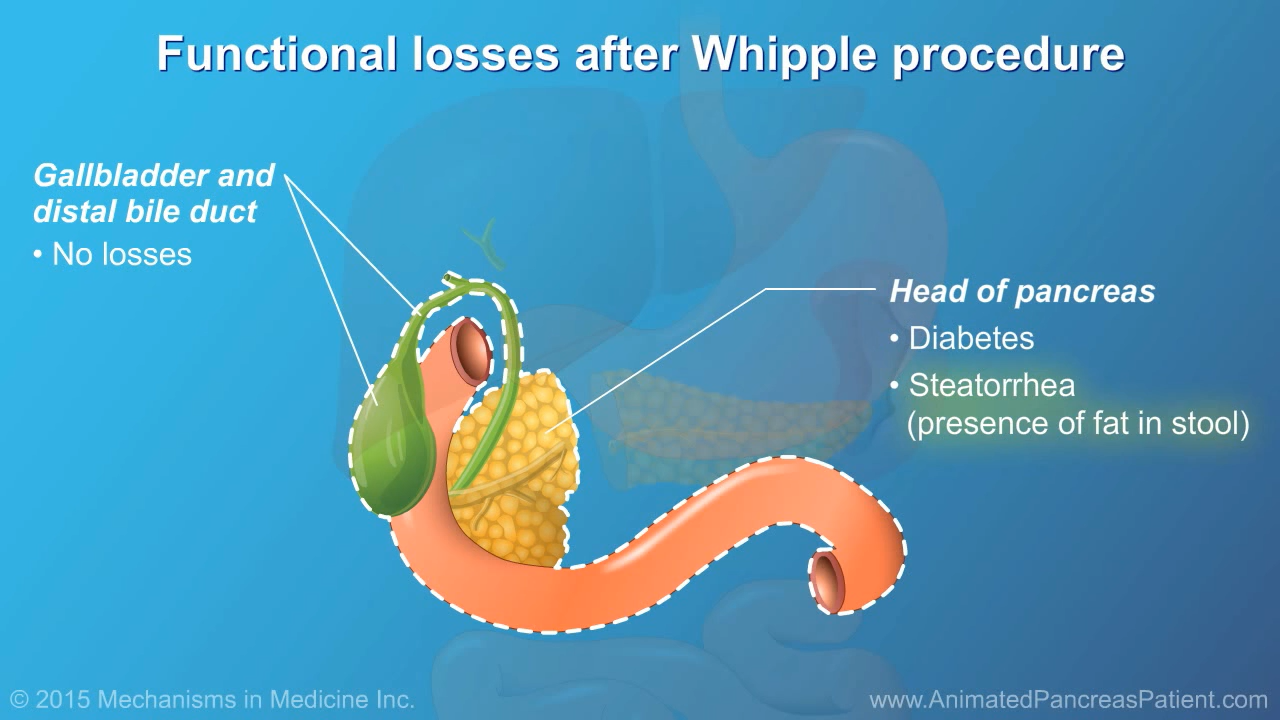 Functional losses after Whipple procedure
Gallbladder and
distal bile duct
• No losses
Head of pancreas
• Diabetes
• Steatorrhea
(presence of fat in stool)
© 2015 Mechanisms in Medicine Inc.
www.AnimatedPancreasPatient.com